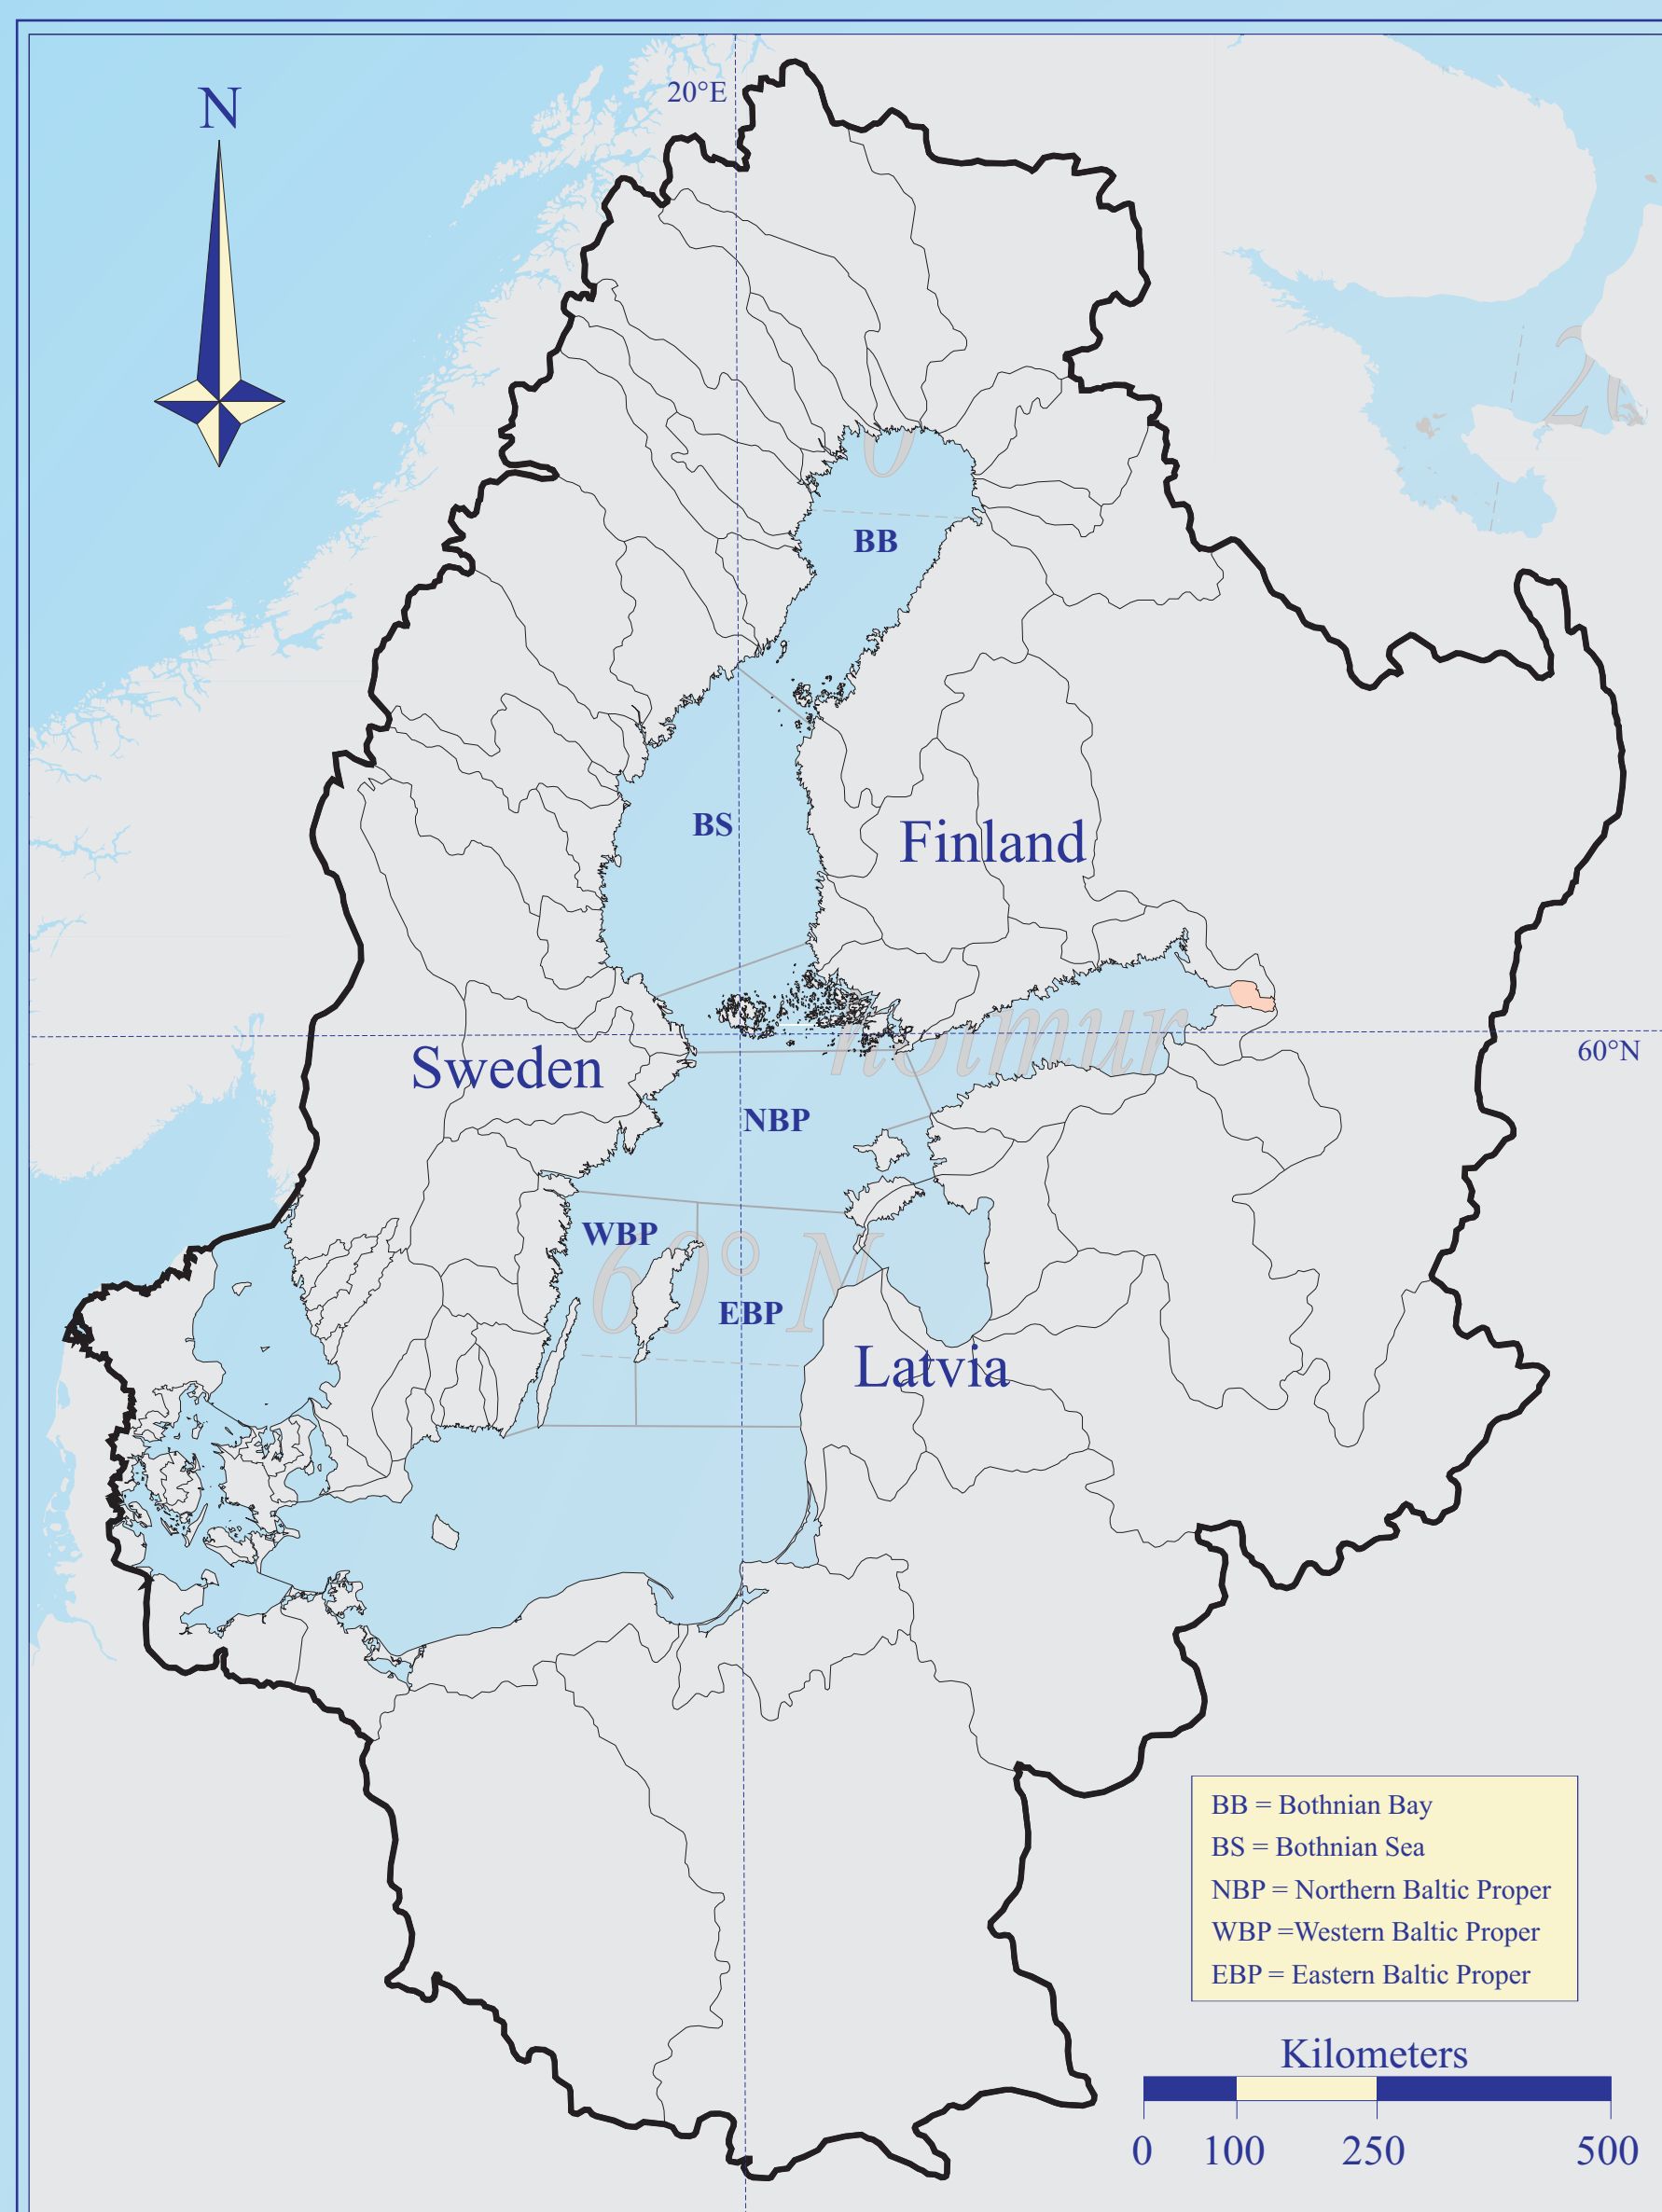 N
20°E
BB
BS
Finland
Sweden
60°N
NBP
WBP
60° N
EBP
Latvia
BB = Bothnian Bay
BS = Bothnian Sea
NBP = Northern Baltic Proper
WBP =Western Baltic Proper
EBP = Eastern Baltic Proper
Kilometers
0 100 250 500